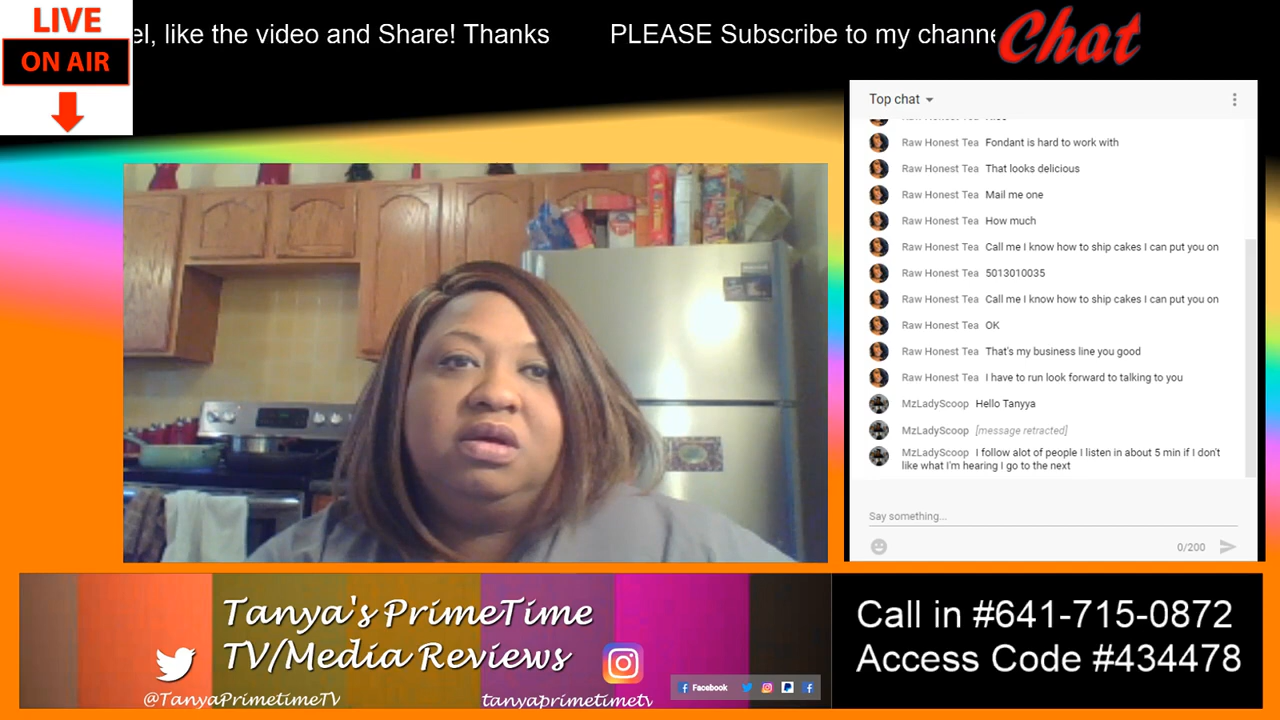 LIVE
ON AIR
el, like the video and Share! Thanks PLEASE Subscribe to my channe
Chat
Top chat
Raw Honest Tea
Raw Honest Tea Fondant is hard to work with
Raw Honest Tea That looks delicious
Raw Honest Tea Mail me one
Raw Honest Tea How much
Raw Honest Tea Call me I know how to ship cakes I can put you on
Raw Honest Tea 5013010035
Raw Honest Tea Call me I know how to ship cakes I can put you on
Raw Honest Tea OK
Raw Honest Tea That's my business line you good
Raw Honest Tea I have to run look forward to talking to you
MzLadyScoop Hello Tanyya
MzLadyScoop [message retracted]
MzLadyScoop I follow alot of people I listen in about 5 min if I don't
like what I'm hearing I go to the next
Say something...
0/200
Tanya's PrimeTime
TV/Media Reviews
@TanyaPrimetimeTV
tanyaprimetimetv
Facebook
Call in #641-715-0872
Access Code #434478